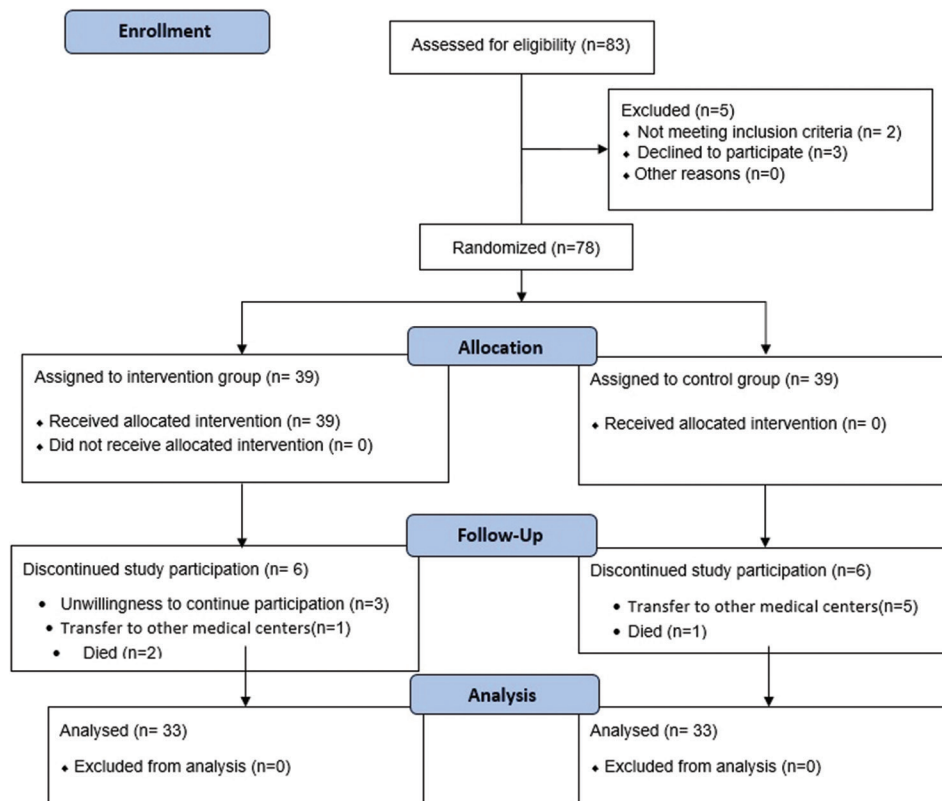 Enrollment
Assessed for eligibility (n=83)
Excluded (n=5)
⬥ Not meeting inclusion criteria (n= 2)
⬥ Declined to participate (n=3)
⬥ Other reasons (n=0)
Randomized (n=78)
Allocation
Assigned to intervention group (n= 39)
⬥ Received allocated intervention (n= 39)
⬥ Did not receive allocated intervention (n= 0)
Assigned to control group (n= 39)
⬥ Received allocated intervention (n= 0)
Follow-Up
Discontinued study participation (n= 6)
• Unwillingness to continue participation (n=3)
• Transfer to other medical centers(n=1)
• Died (n=2)
Discontinued study participation (n=6)
• Transfer to other medical centers(n=5)
• Died (n=1)
Analysis
Analysed (n= 33)
⬥ Excluded from analysis (n=0)
Analysed (n= 33)
⬥ Excluded from analysis (n=0)